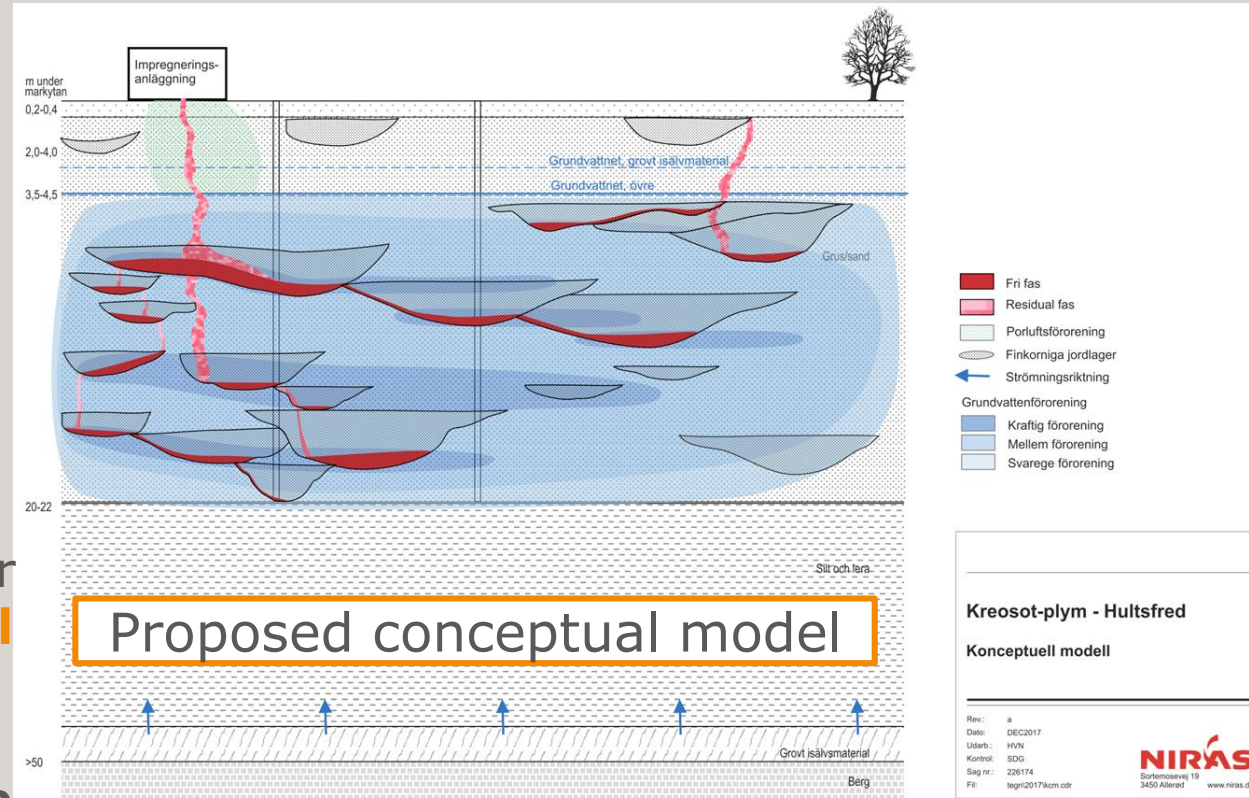 Impregnerings-
anläggning
m under
markytan
0,2-0,4
2,0-4,0
Grundvattnet, grovt isälvmaterial
Grundvattnet, övre
3,5-4,5
Grus/sand
Fri fas
Residual fas
Porluftsförorening
Finkorniga jordlager
Strömningsriktning
Grundvattenförorening
Kraftig förorening
Mellem förorening
Svarege förorening
20-22
Silt och lera
Proposed conceptual model
Grovt isälvsmaterial
>50
Berg
Kreosot-plym - Hultsfred
Konceptuell modell
Rev.: a
Dato: DEC2017
Udarb.: HVN
Kontrol: SDG
Sag nr.: 226174
Fil: tegn\2017\kcm.cdr
NIRAS
Sortemosevej 19
3450 Allerød www.niras.d